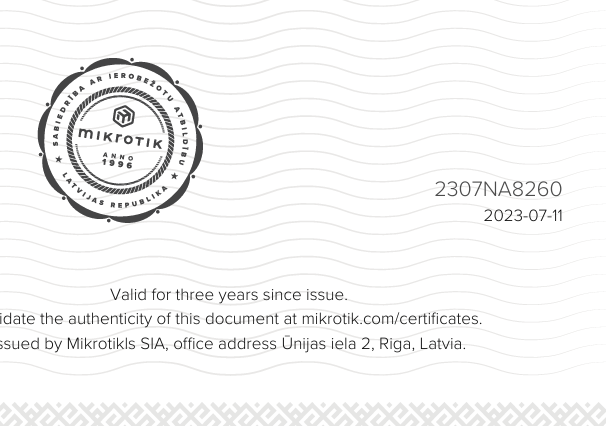 SABIEDRĪBA AR IEROBEŽOTU ATBILDĪBU
mikrotik
ANNO
1996
LATVIJAS REPUBLIKA
2307NA8260
2023-07-11
Valid for three years since issue.
idate the authenticity of this document at mikrotik.com/certificates.
ssued by Mikrotikls SIA, office address Ūnijas iela 2, Riga, Latvia.